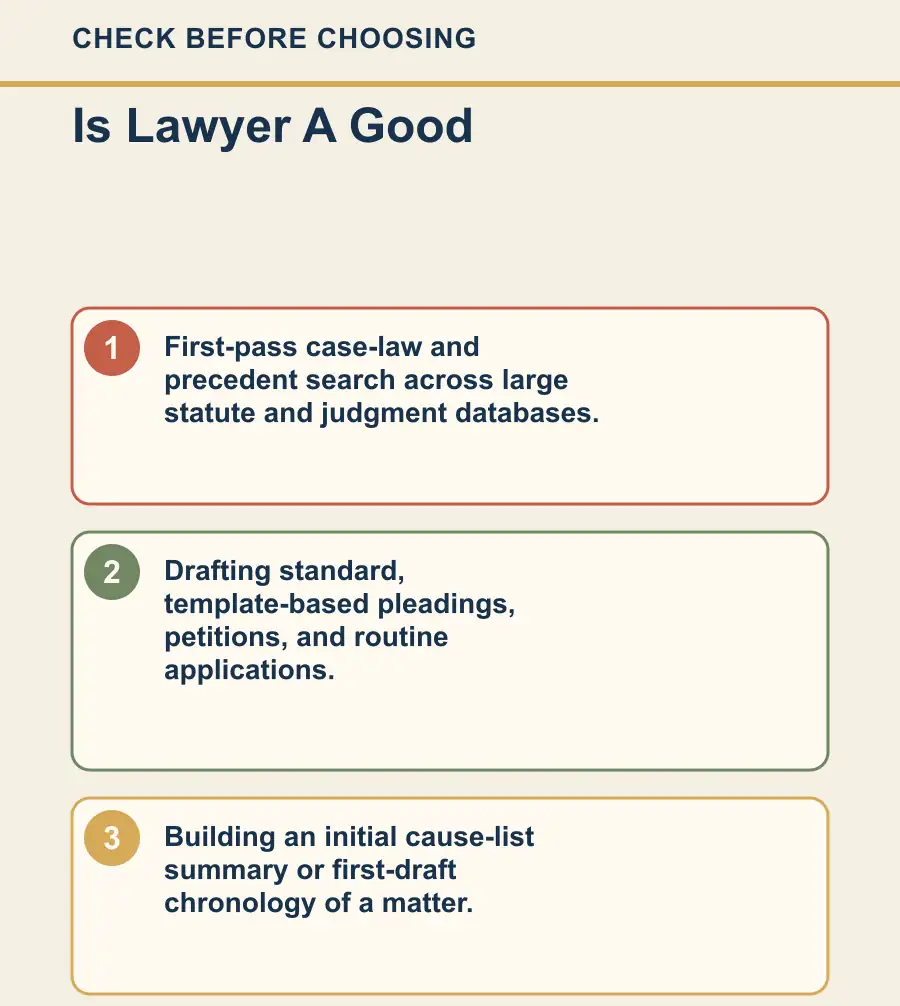 CHECK BEFORE CHOOSING
Is Lawyer A Good
1
First-pass case-law and
precedent search across large
statute and judgment databases.
2
Drafting standard,
template-based pleadings,
petitions, and routine
applications.
3
Building an initial cause-list
summary or first-draft
chronology of a matter.